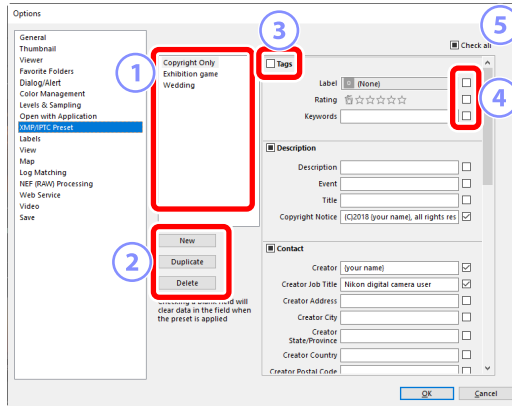 Options
General
Thumbnail
Viewer
Favorite Folders
Dialog/Alert
Color Management
Levels & Sampling
Open with Application
XMP/IPTC Preset
Labels
View
Map
Log Matching
NEF (RAW) Processing
Web Service
Video
Save
1
Copyright Only
Exhibition game
Wedding
2
New
Duplicate
Delete
Checking a blank field will
clear data in the field when
the preset is applied
3
5
Check all
Tags
Label 0 (None)
Rating
Keywords
4
Description
Description
Event
Title
Copyright Notice (C)2018 (your name), all rights res
Contact
Creator (your name)
Creator Job Title Nikon digital camera user
Creator Address
Creator City
Creator
State/Province
Creator Country
Creator Postal Code
OK Cancel